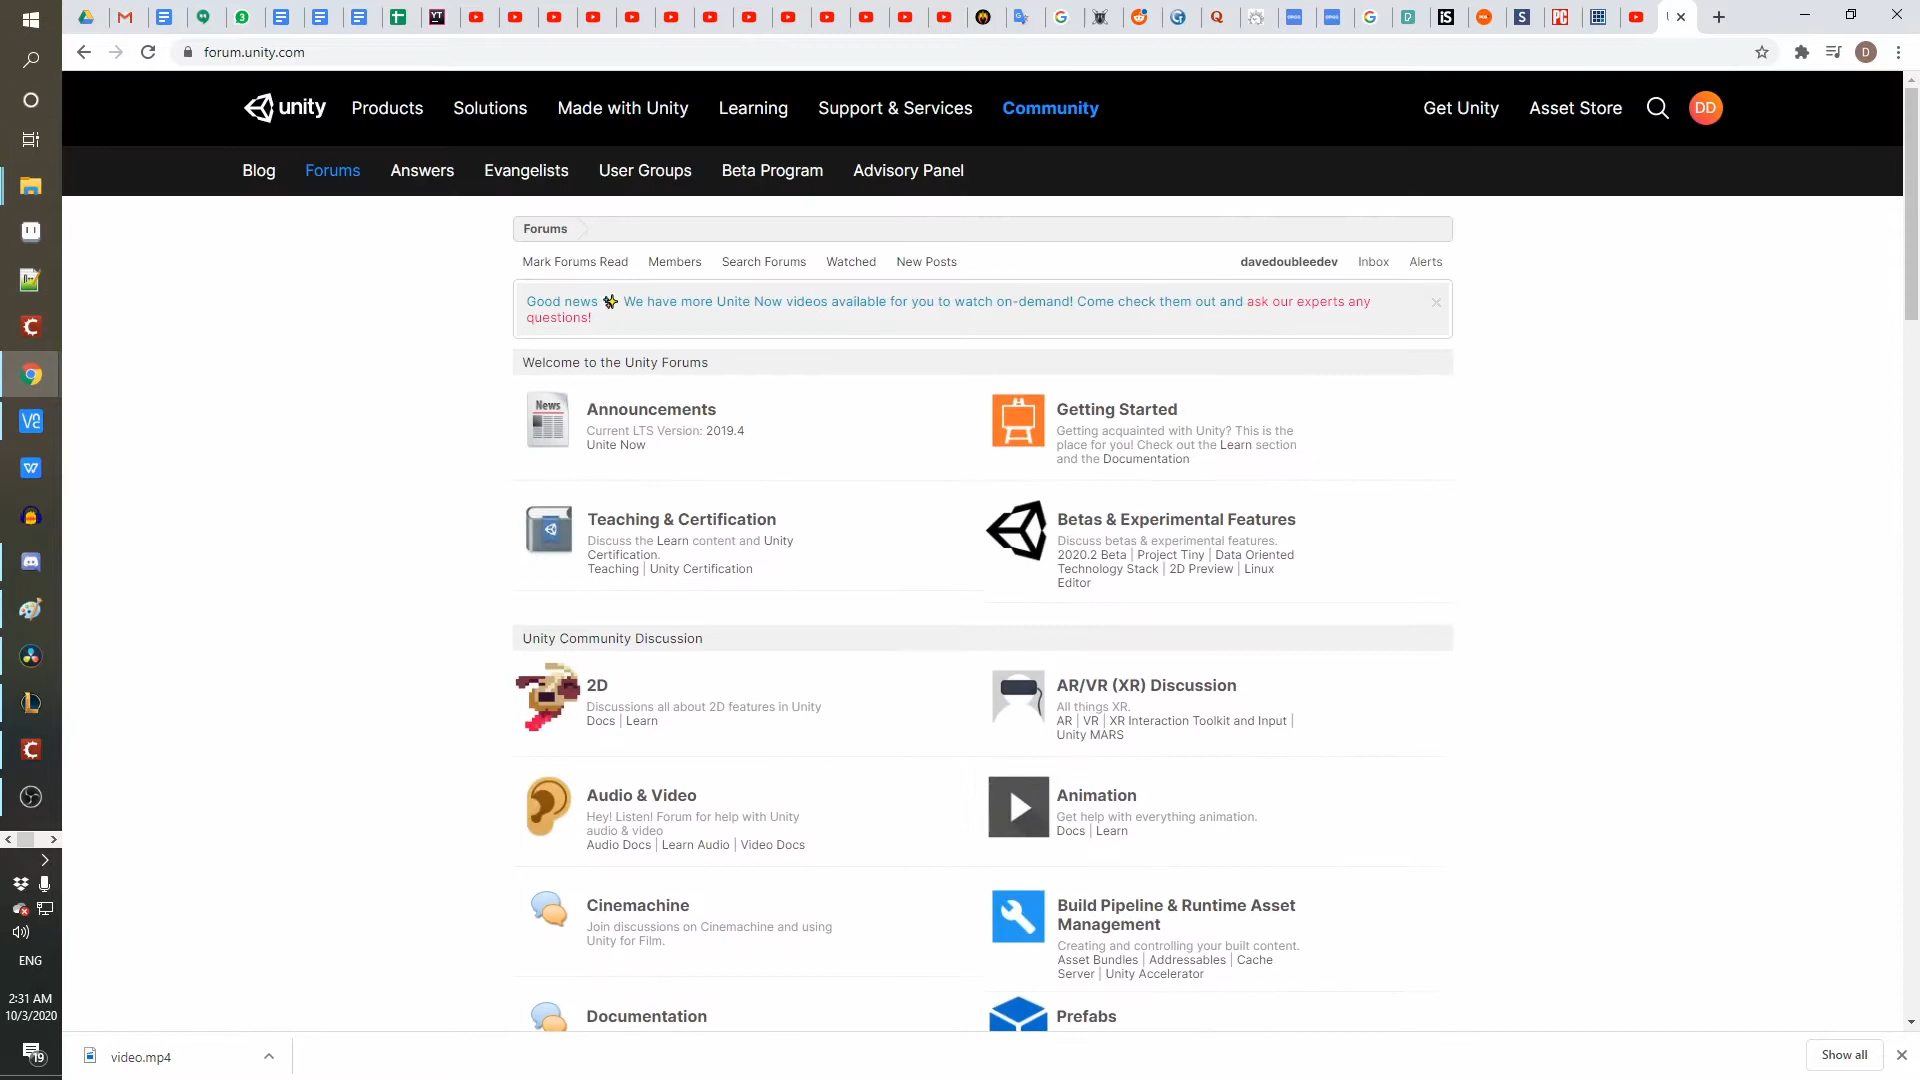 forum.unity.com
unity Products Solutions Made with Unity Learning Support & Services Community Get Unity Asset Store DD
Blog Forums Answers Evangelists User Groups Beta Program Advisory Panel
Forums
Mark Forums Read Members Search Forums Watched New Posts davedoubleedev Inbox Alerts
Good news ✨ We have more Unite Now videos available for you to watch on-demand! Come check them out and ask our experts any
questions!
Welcome to the Unity Forums
News
Announcements
Current LTS Version: 2019.4
Unite Now
Getting Started
Getting acquainted with Unity? This is the
place for you! Check out the Learn section
and the Documentation
Teaching & Certification
Discuss the Learn content and Unity
Certification.
Teaching | Unity Certification
Betas & Experimental Features
Discuss betas & experimental features.
2020.2 Beta | Project Tiny | Data Oriented
Technology Stack | 2D Preview | Linux
Editor
Unity Community Discussion
2D
Discussions all about 2D features in Unity
Docs | Learn
AR/VR (XR) Discussion
All things XR.
AR | VR | XR Interaction Toolkit and Input |
Unity MARS
Audio & Video
Hey! Listen! Forum for help with Unity
audio & video
Audio Docs | Learn Audio | Video Docs
Animation
Get help with everything animation.
Docs | Learn
Cinemachine
Join discussions on Cinemachine and using
Unity for Film.
Build Pipeline & Runtime Asset
Management
Creating and controlling your built content.
Asset Bundles | Addressables | Cache
Server | Unity Accelerator
Documentation
Prefabs
ENG
2:31 AM
10/3/2020
19
video.mp4
Show all